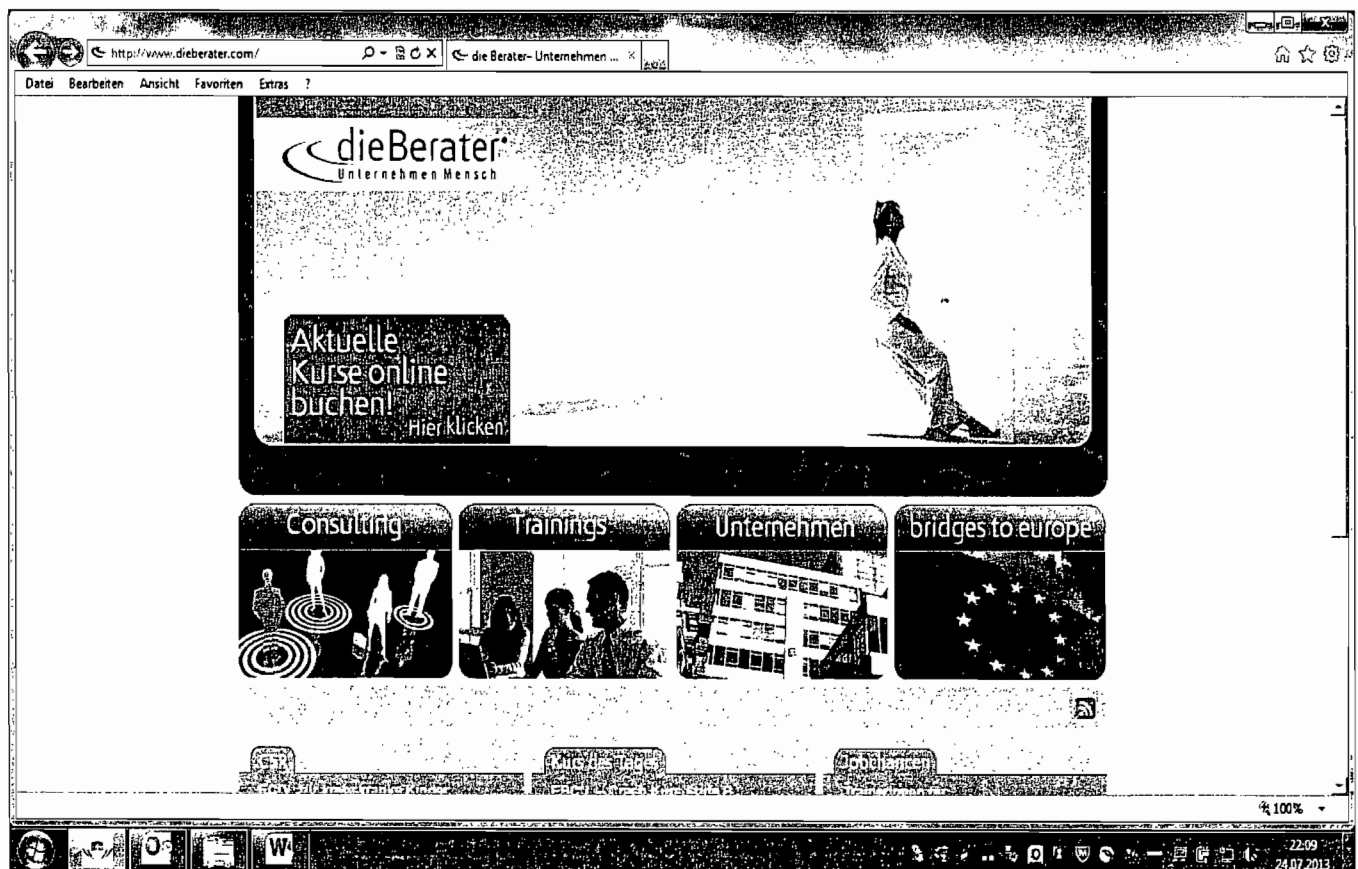 http://www.dieberater.com/
die Berater- Unternehmen ...
Datei Bearbeiten Ansicht Favoriten Extras ?
dieBerater
Unternehmen Mensch
Aktuelle
Kurse online
buchen!
Hier klicken
Consulting
Trainings
Unternehmen
bridges to europe
CSR
Kurs des Tages
Jobchancen
100%
W
22:09
24.07.2013